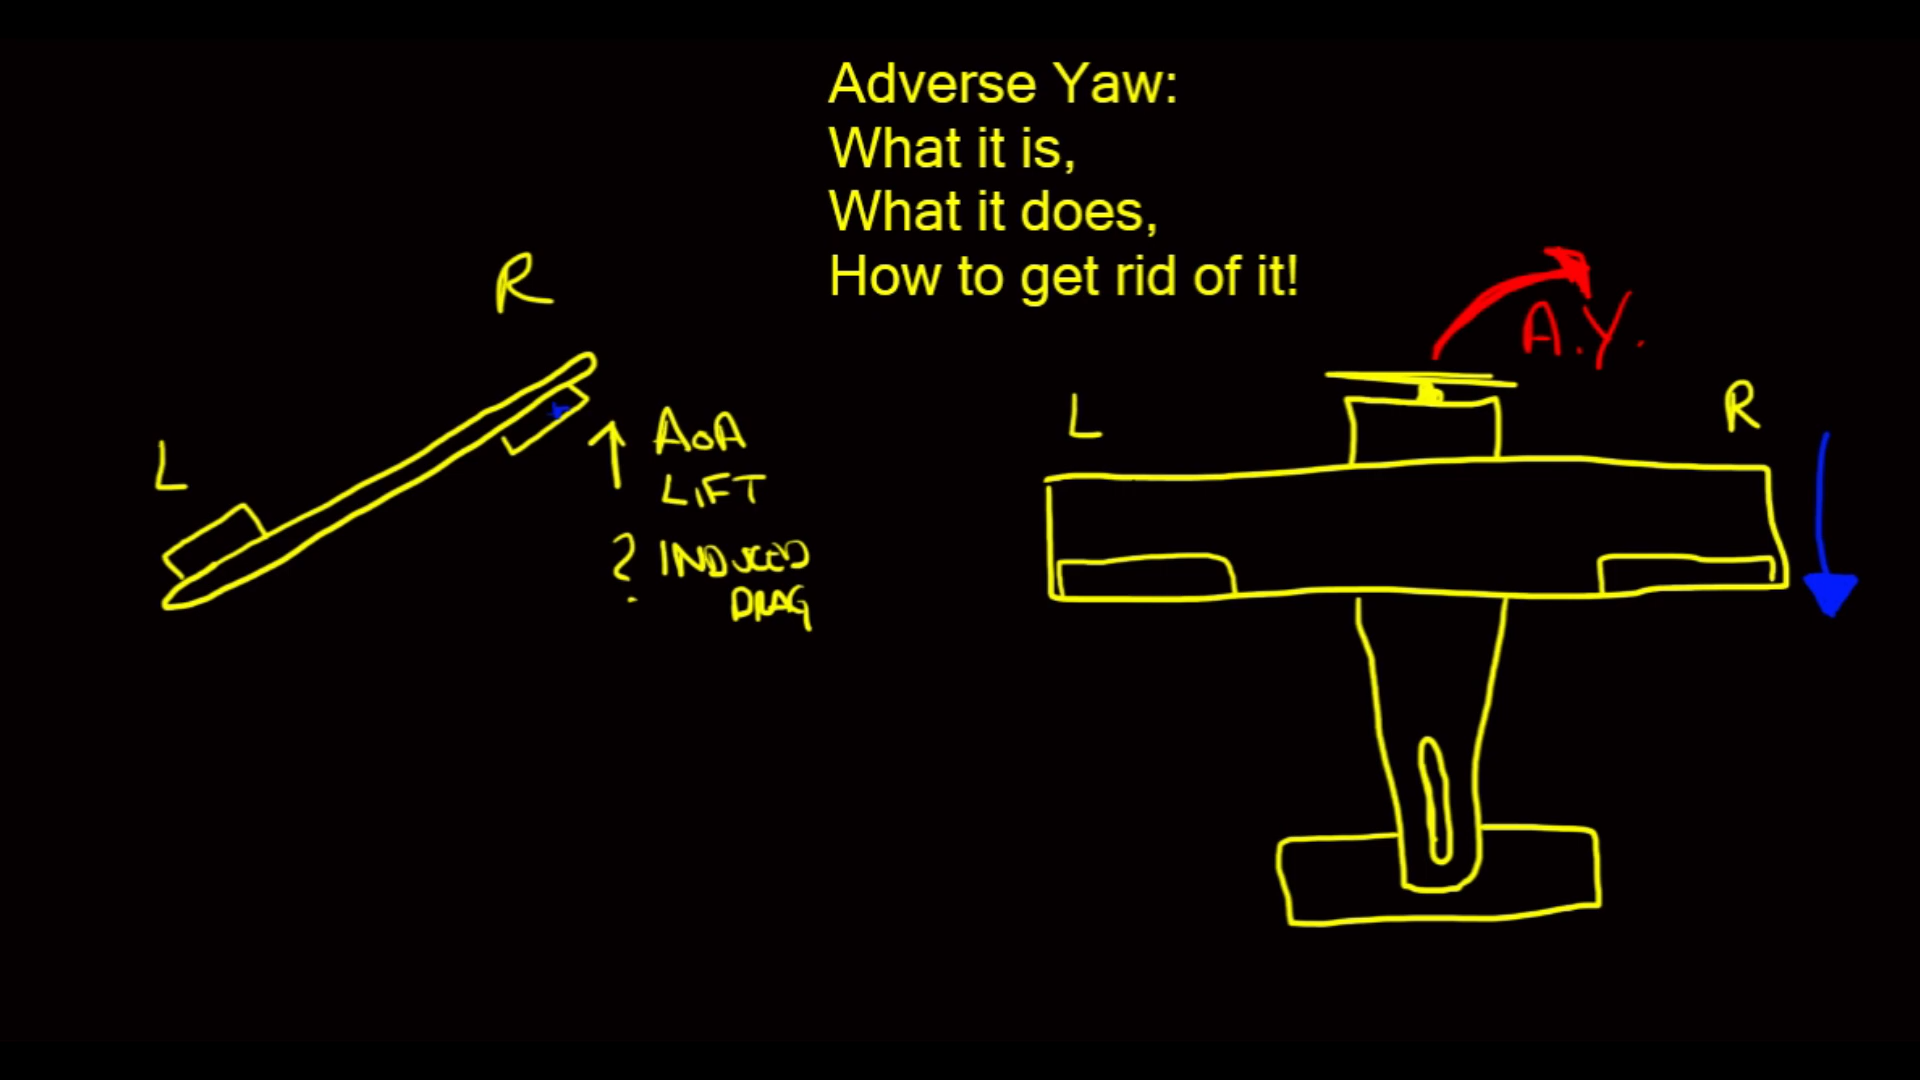 Adverse Yaw:
What it is,
What it does,
How to get rid of it!
R
L
AoA
LIFT
? INDUCED
DRAG
A.Y.
L
R